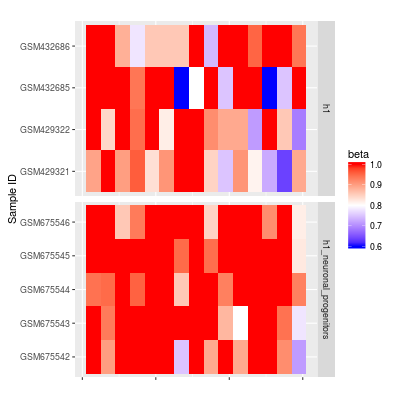 GSM432686
GSM432685
GSM429322
GSM429321
h1
GSM675546
GSM675545
GSM675544
GSM675543
GSM675542
h1_neuronal_progenitors
Sample ID
beta
1.0
0.9
0.8
0.7
0.6